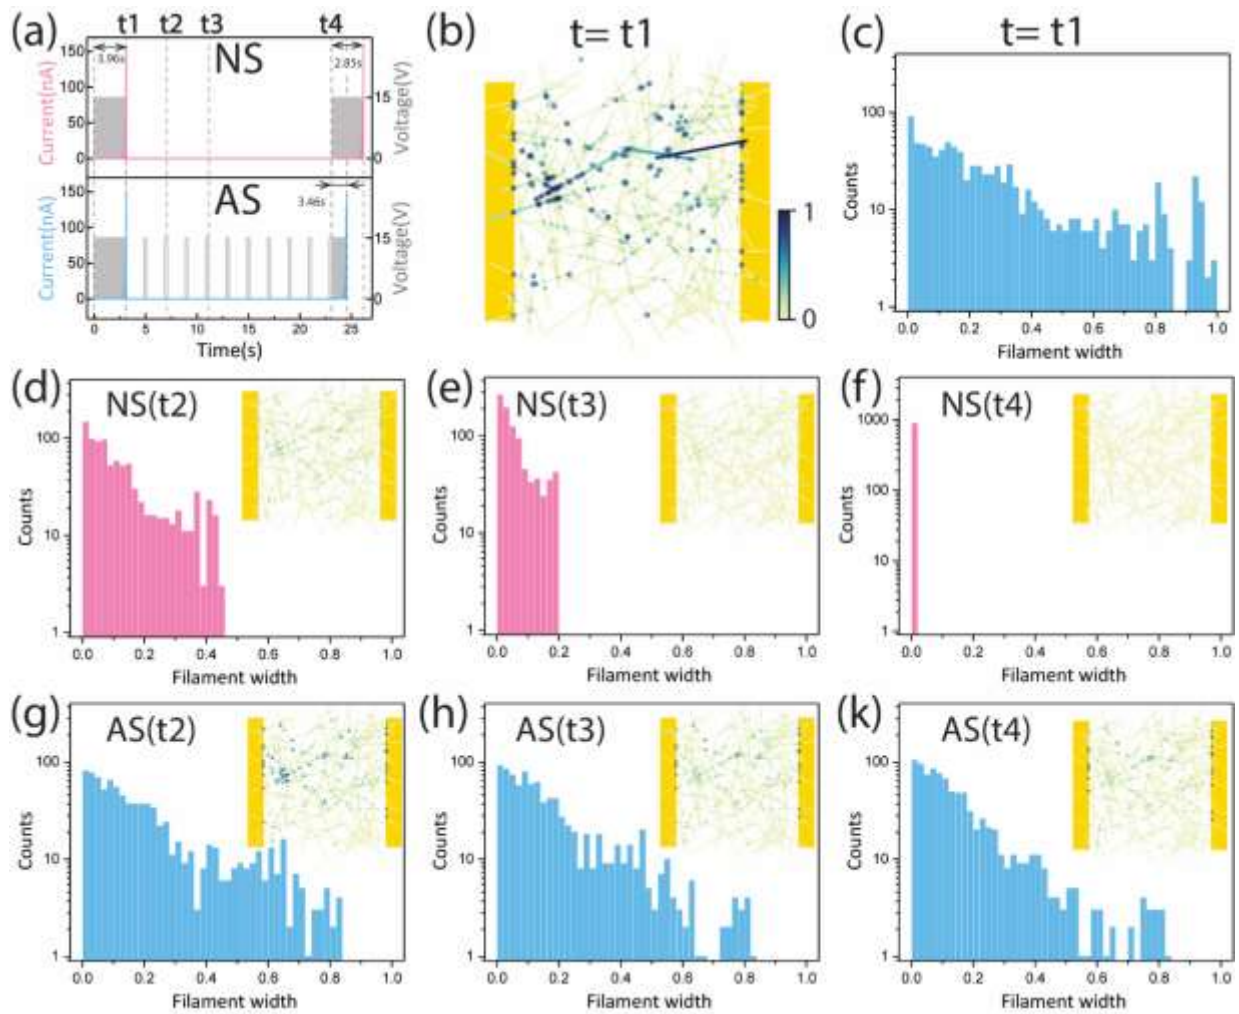 (a)
t1 t2 t3 t4
150
100
50
0
Current(nA)
3.96s
NS
2.85s
15
0
Voltage(V)
150
100
50
0
Current(nA)
AS
3.46s
15
0
Voltage(V)
0 5 10 15 20 25
Time(s)
(b)
t= t1
1
0
(c)
t= t1
Counts
100
10
1
0.0 0.2 0.4 0.6 0.8 1.0
Filament width
(d)
NS(t2)
Counts
100
10
1
0.0 0.2 0.4 0.6 0.8 1.0
Filament width
(e)
NS(t3)
Counts
100
10
1
0.0 0.2 0.4 0.6 0.8 1.0
Filament width
(f)
NS(t4)
Counts
1000
100
10
1
0.0 0.2 0.4 0.6 0.8 1.0
Filament width
(g)
AS(t2)
Counts
100
10
1
0.0 0.2 0.4 0.6 0.8 1.0
Filament width
(h)
AS(t3)
Counts
100
10
1
0.0 0.2 0.4 0.6 0.8 1.0
Filament width
(k)
AS(t4)
Counts
100
10
1
0.0 0.2 0.4 0.6 0.8 1.0
Filament width